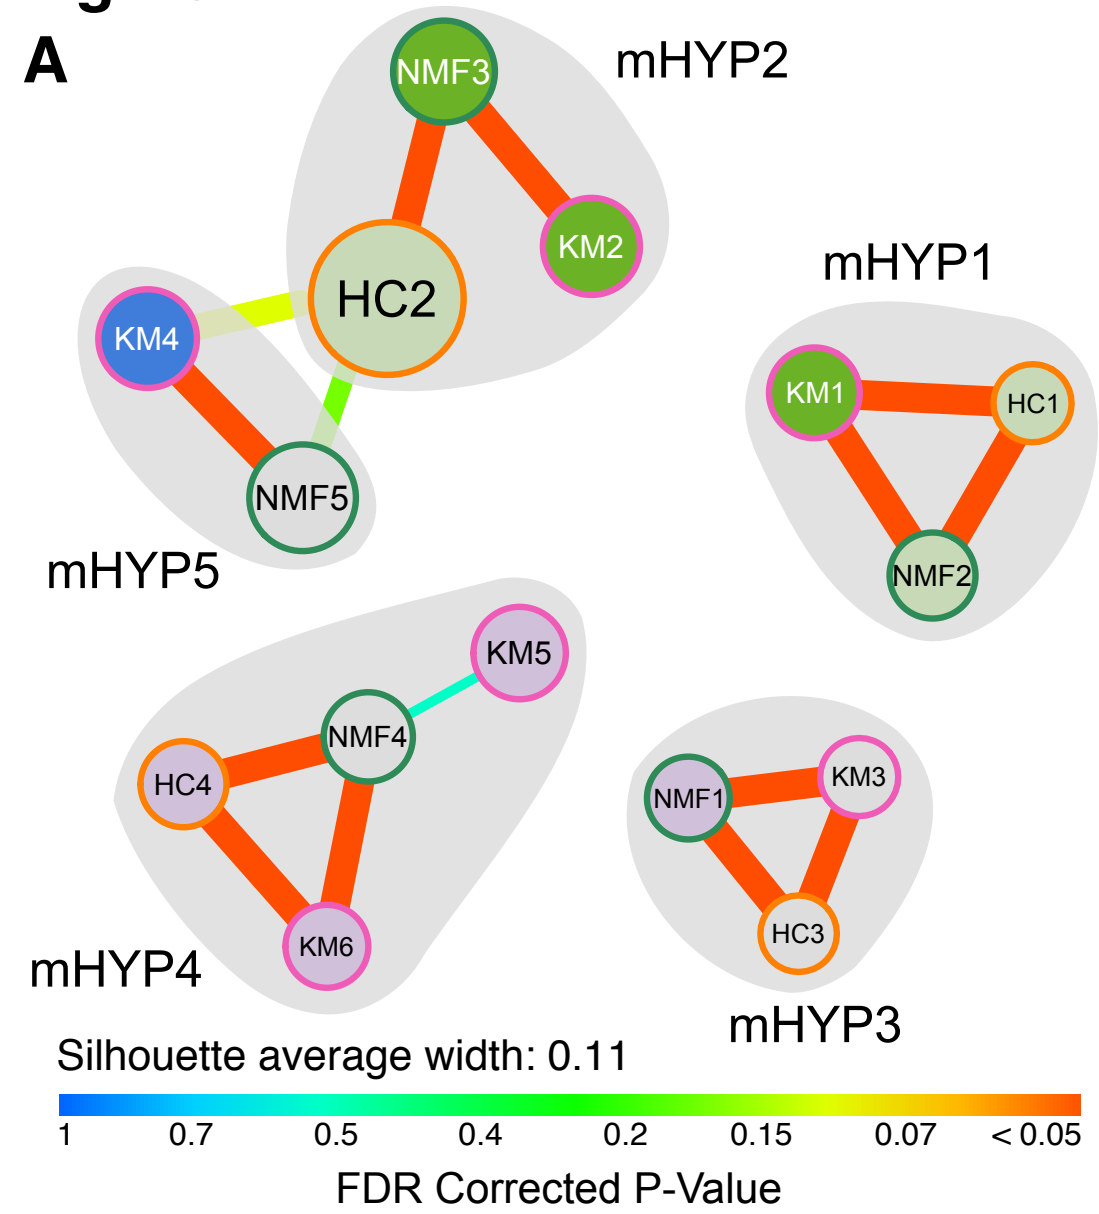 A
mHYP2
NMF3
KM2
HC2
KM4
NMF5
mHYP5
mHYP1
KM1
HC1
NMF2
KM5
NMF4
HC4
KM6
mHYP4
NMF1
KM3
HC3
mHYP3
Silhouette average width: 0.11
1 0.7 0.5 0.4 0.2 0.15 0.07 < 0.05
FDR Corrected P-Value